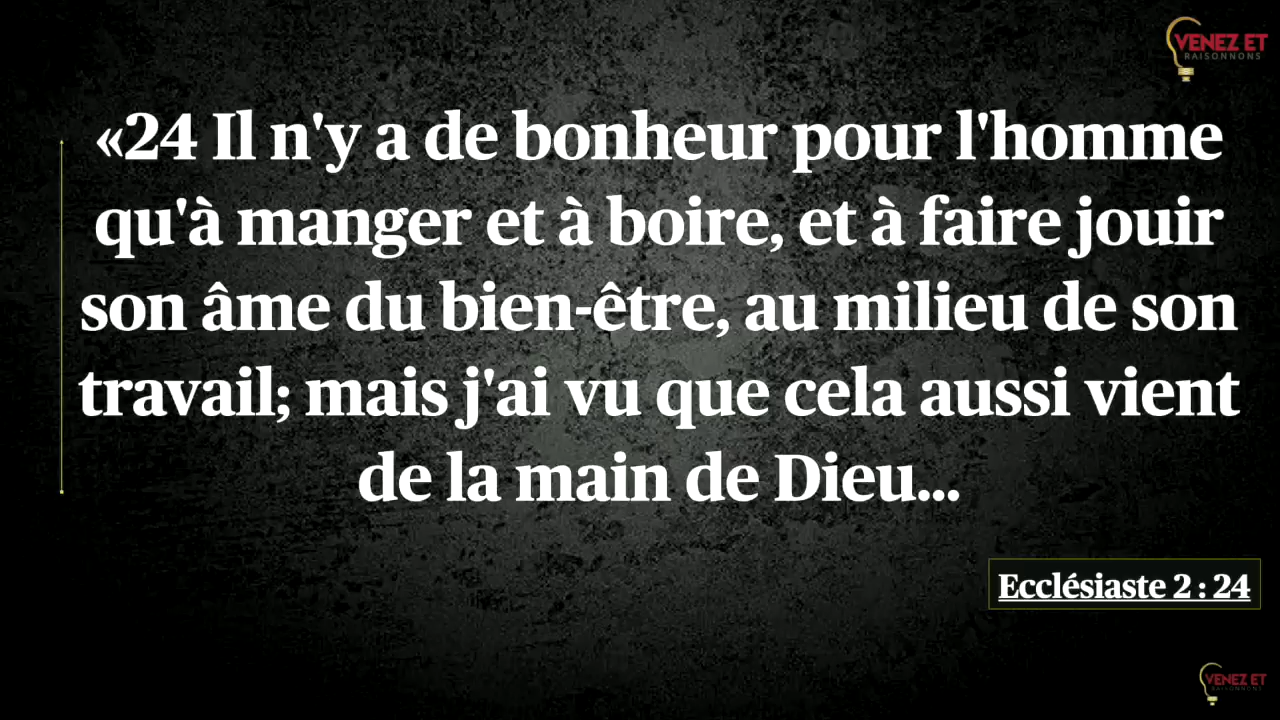 VENEZ ET
RAISONNONS
«24 Il n'y a de bonheur pour l'homme
qu'à manger et à boire, et à faire jouir
son âme du bien-être, au milieu de son
travail; mais j'ai vu que cela aussi vient
de la main de Dieu...
Ecclésiaste 2 : 24
VENEZ ET
RAISONNONS